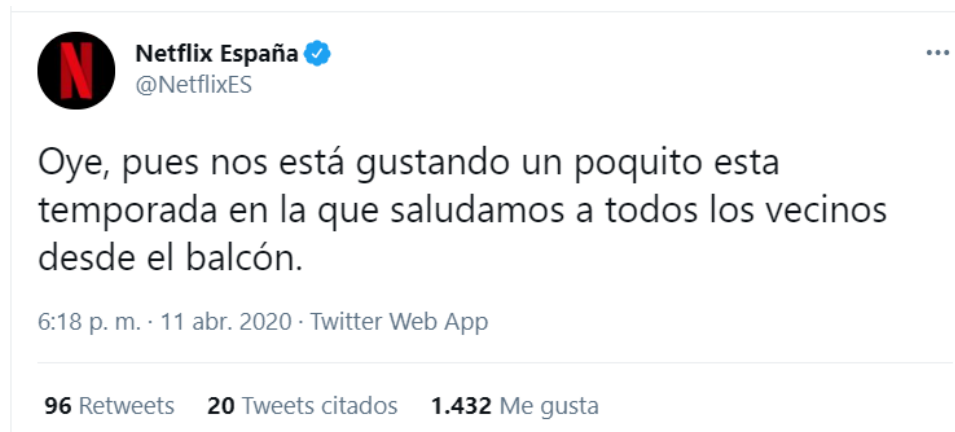 Netflix España
@NetflixES
Oye, pues nos está gustando un poquito esta
temporada en la que saludamos a todos los vecinos
desde el balcón.
6:18 p. m. · 11 abr. 2020 · Twitter Web App
96 Retweets 20 Tweets citados 1.432 Me gusta